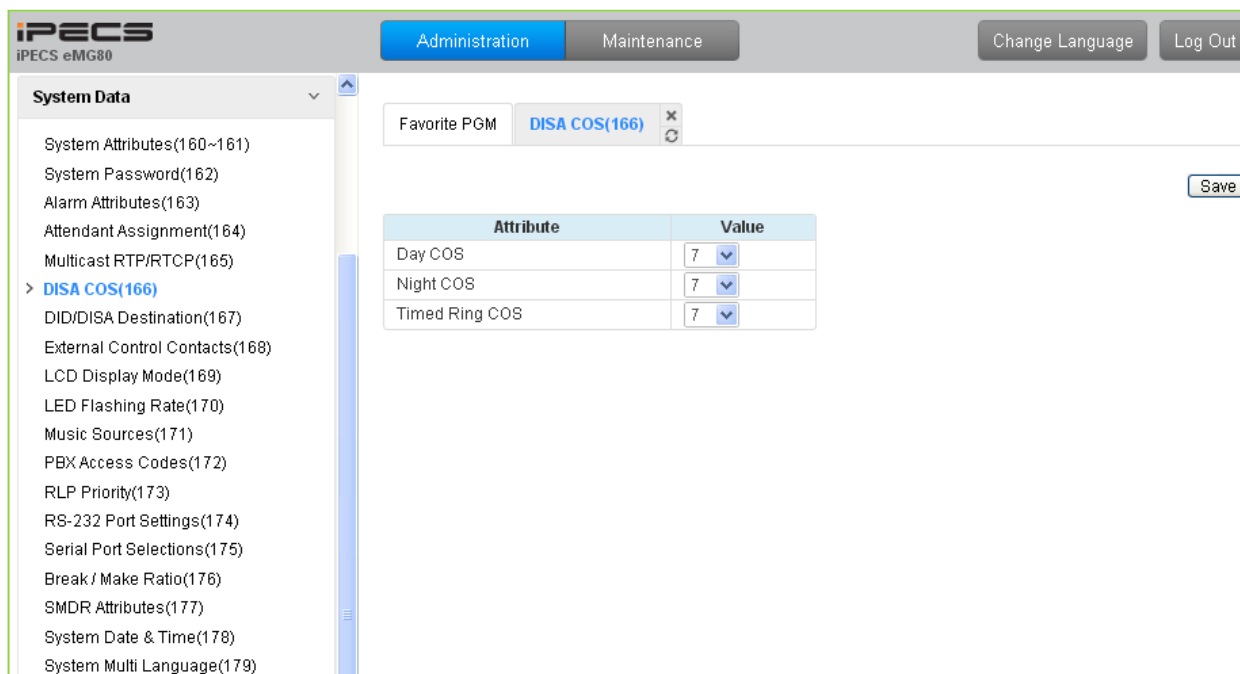 iPECS
iPECS eMG80
Administration
Maintenance
Change Language
Log Out
System Data
System Attributes(160~161)
System Password(162)
Alarm Attributes(163)
Attendant Assignment(164)
Multicast RTP/RTCP(165)
> DISA COS(166)
DID/DISA Destination(167)
External Control Contacts(168)
LCD Display Mode(169)
LED Flashing Rate(170)
Music Sources(171)
PBX Access Codes(172)
RLP Priority(173)
RS-232 Port Settings(174)
Serial Port Selections(175)
Break / Make Ratio(176)
SMDR Attributes(177)
System Date & Time(178)
System Multi Language(179)
Favorite PGM
DISA COS(166)
Save
Attribute Value
Day COS 7
Night COS 7
Timed Ring COS 7